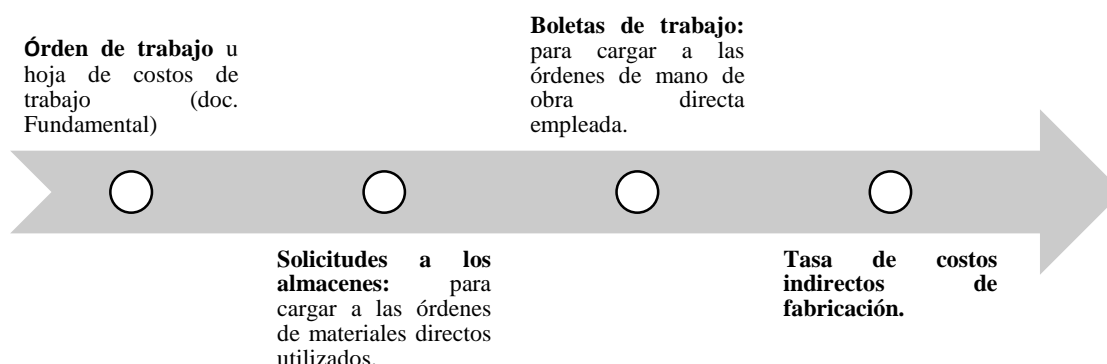 Órden de trabajo u
hoja de costos de
trabajo (doc.
Fundamental)
Solicitudes a los
almacenes: para
cargar a las órdenes
de materiales directos
utilizados.
Boletas de trabajo:
para cargar a las
órdenes de mano de
obra directa
empleada.
Tasa de costos
indirectos de
fabricación.